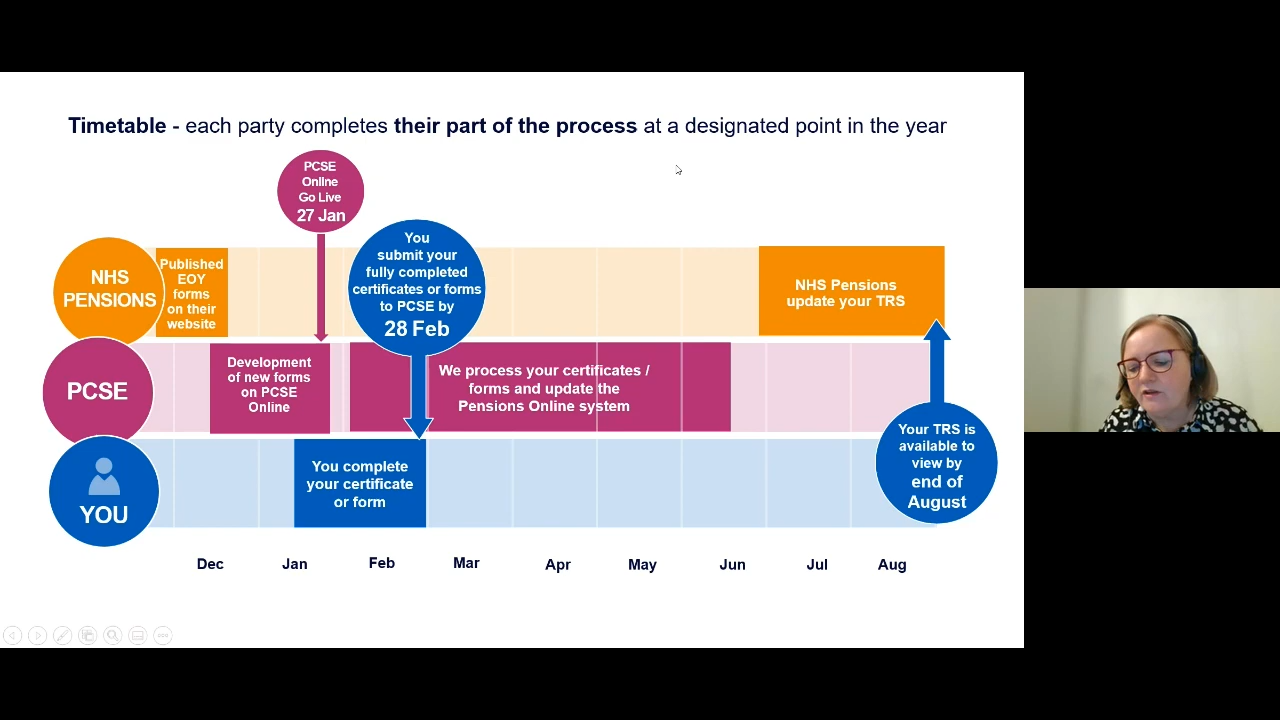 Timetable - each party completes their part of the process at a designated point in the year
PCSE
Online
Go Live
27 Jan
You
submit your
fully completed
certificates or forms
to PCSE by
28 Feb
NHS
PENSIONS
Published
EOY
forms
on their
website
NHS Pensions
update your TRS
PCSE
Development
of new forms
on PCSE
Online
We process your certificates /
forms and update the
Pensions Online system
YOU
You complete
your certificate
or form
Your TRS is
available to
view by
end of
August
Dec Jan Feb Mar Apr May Jun Jul Aug